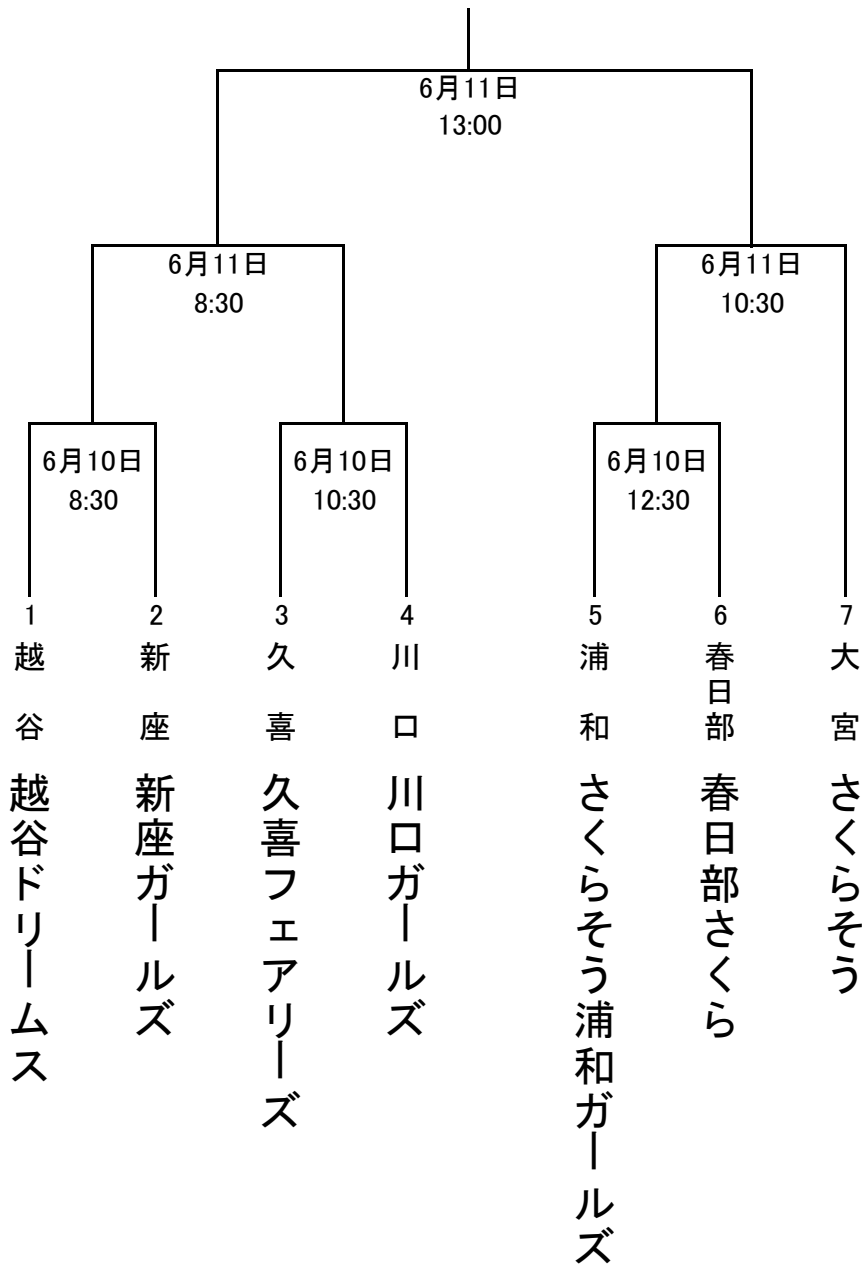 6月11日
13:00
6月11日
8:30
6月11日
10:30
6月10日
8:30
6月10日
10:30
6月10日
12:30
1
越谷
越谷ドリームス
2
新座
新座ガールズ
3
久喜
久喜フェアリーズ
4
川口
川口ガールズ
5
浦和
さくらそう浦和ガールズ
6
春日部
春日部さくら
7
大宮
さくらそう